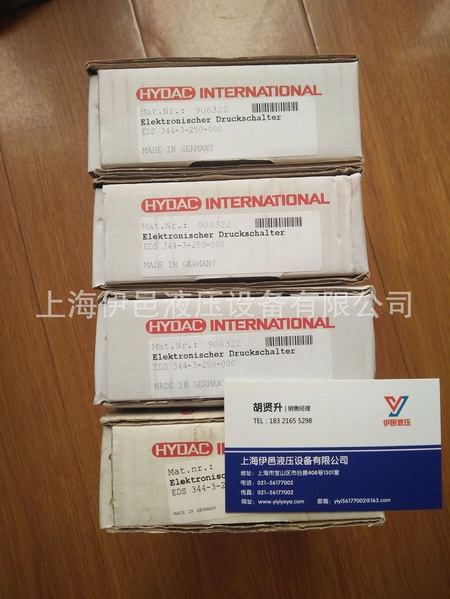 HYDAC INTERNATIONAL
Mat.Nr.: 906322
Elektronischer Druckschalter
EDS 344-3-250-000
MADE IN GERMANY
HYDAC INTERNATIONAL
Mat.Nr.: 906322
Elektronischer Druckschalter
EDS 344-3-250-000
MADE IN GERMANY
上海伊邑液压设备有限公司
HYDAC INTERNATIONAL
Mat.Nr.: 906322
Elektronischer Druckschalter
EDS 344-3-250-000
MADE IN GERMANY
HYDAC IN
Mat.nr.:
Elektronis
EDS 344-3-2
MADE IN GERMANY
胡贤升 | 销售经理
TEL: 183 2165 5298
伊邑液压
上海伊邑液压设备有限公司
地址：上海市宝山区市台路408号1301室
电话：021-56177002
传真：021-56177002
网址：www.yiyiyeya.com 邮箱：yiyi56177002@163.com